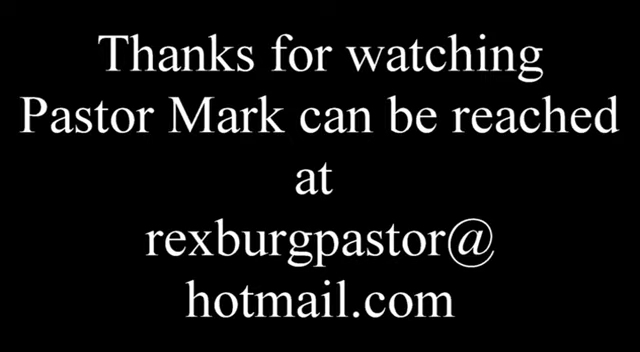 Thanks for watching
Pastor Mark can be reached
at
rexburgpastor@
hotmail.com